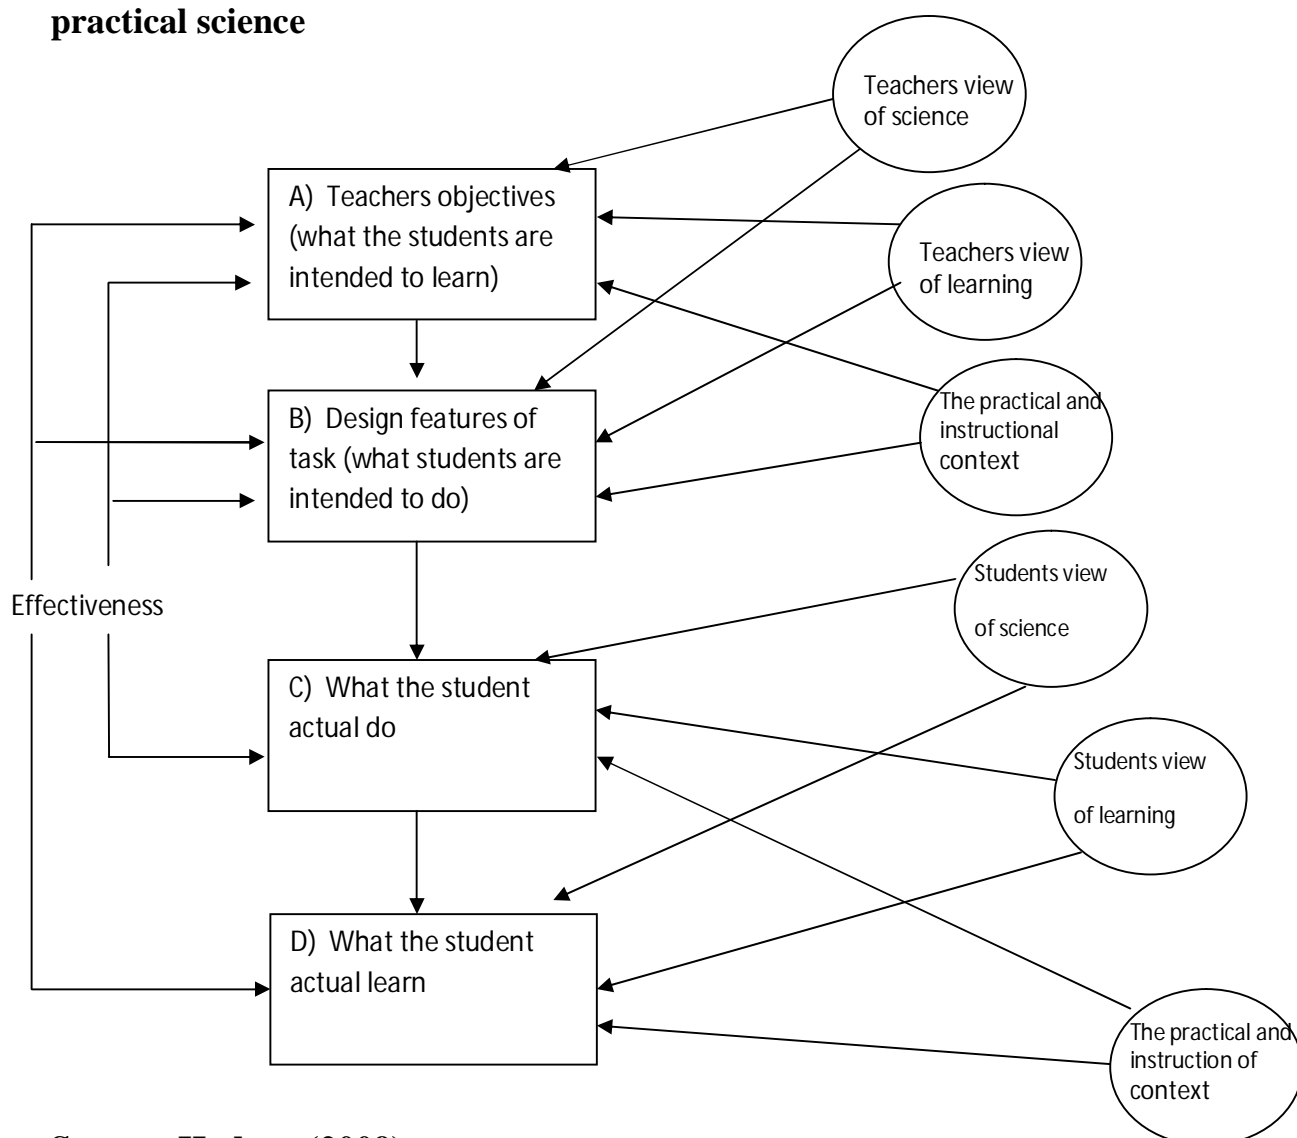 practical science
Teachers view
of science
A) Teachers objectives
(what the students are
intended to learn)
Teachers view
of learning
B) Design features of
task (what students are
intended to do)
The practical and
instructional
context
Students view
of science
Effectiveness
C) What the student
actual do
Students view
of learning
D) What the student
actual learn
The practical and
instruction of
context
(2008)